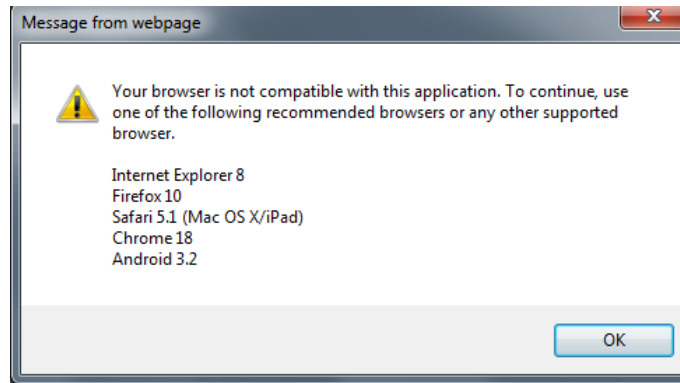 Message from webpage
Your browser is not compatible with this application. To continue, use
one of the following recommended browsers or any other supported
browser.
Internet Explorer 8
Firefox 10
Safari 5.1 (Mac OS X/iPad)
Chrome 18
Android 3.2
OK